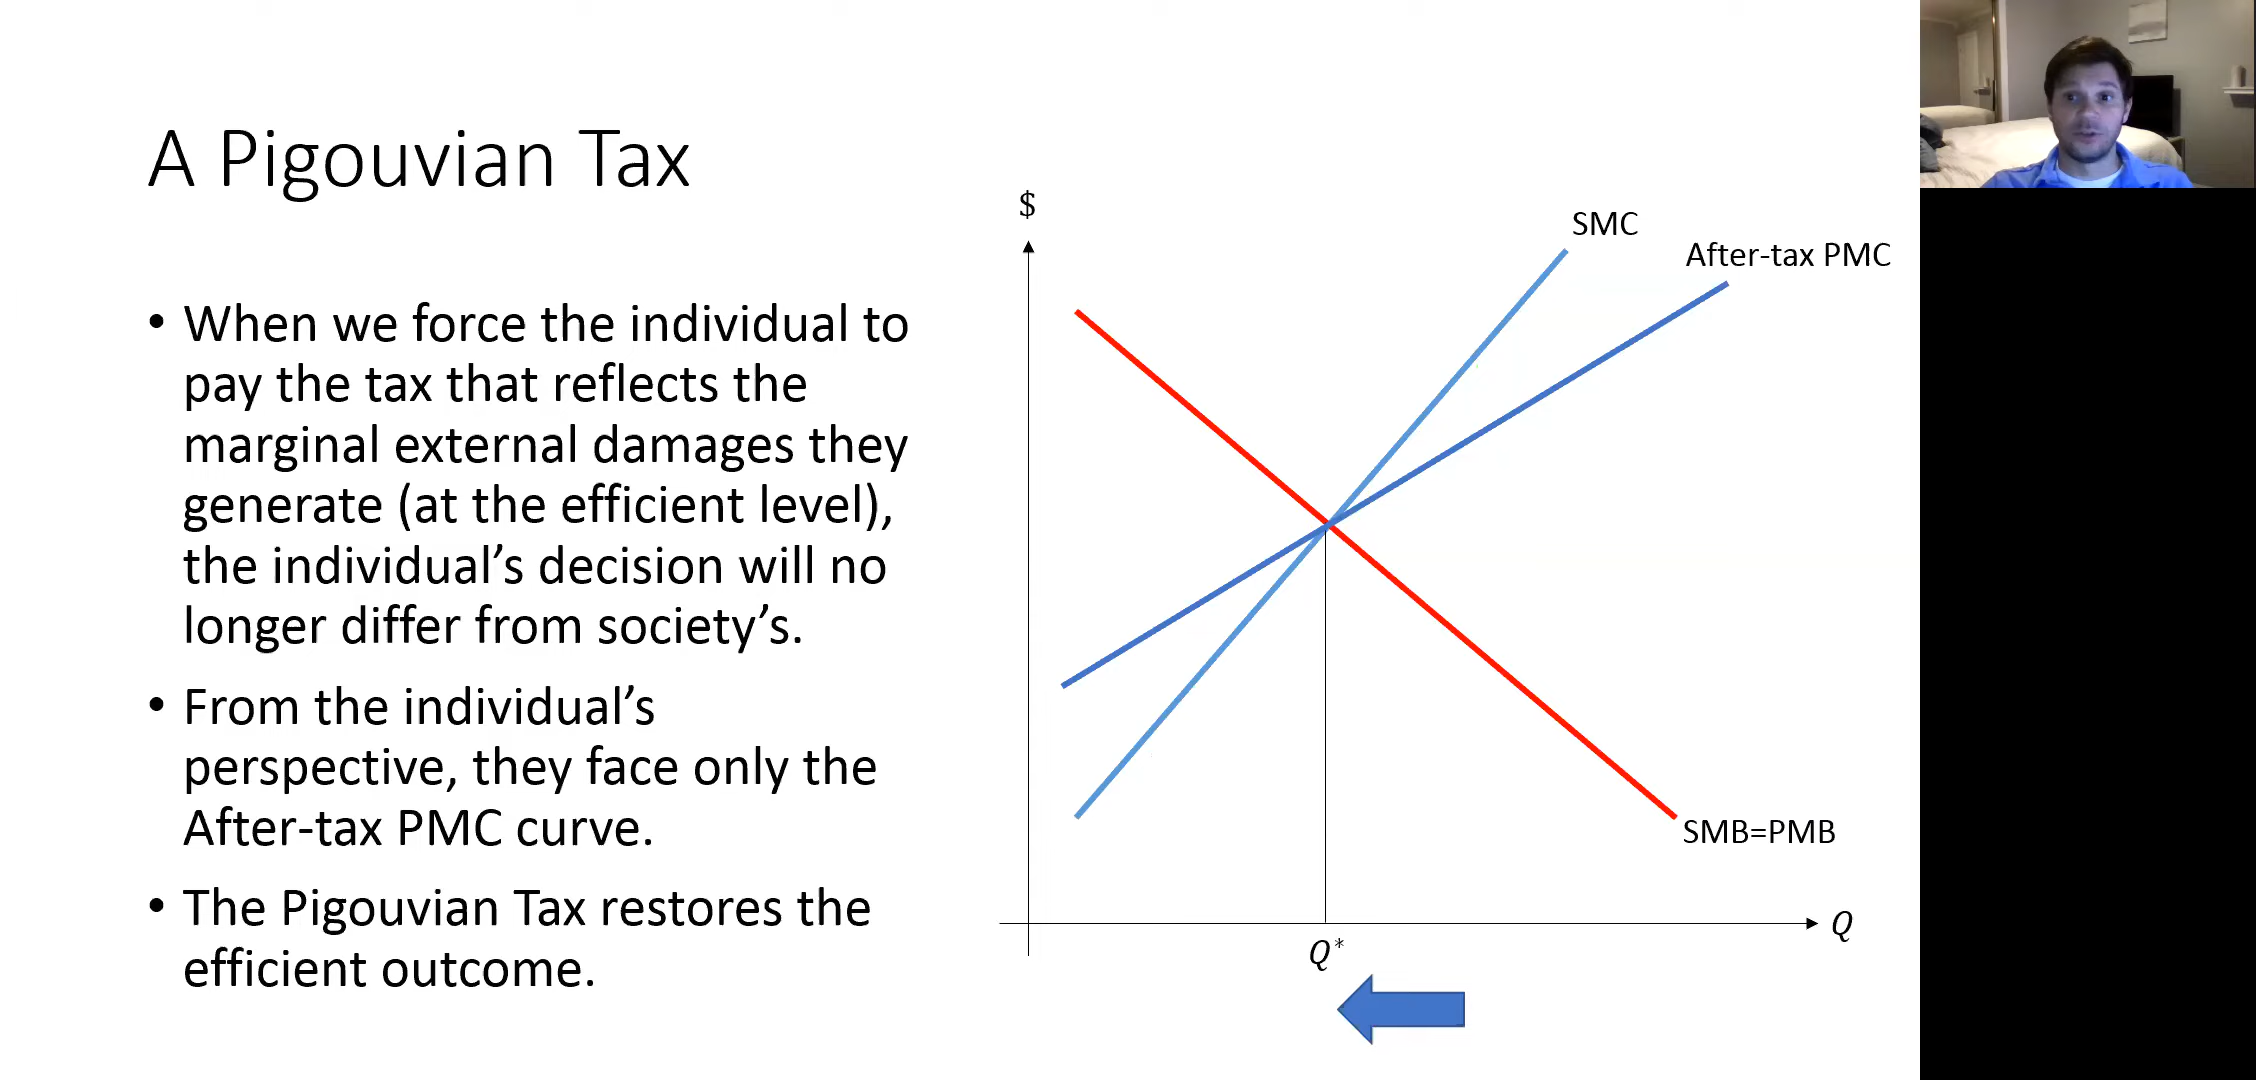 A Pigouvian Tax
• When we force the individual to
pay the tax that reflects the
marginal external damages they
generate (at the efficient level),
the individual’s decision will no
longer differ from society’s.
• From the individual’s
perspective, they face only the
After-tax PMC curve.
• The Pigouvian Tax restores the
efficient outcome.
$
SMC
After-tax PMC
SMB=PMB
Q
Q*